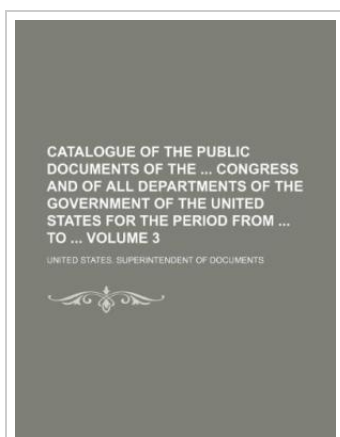 CATALOGUE OF THE PUBLIC
DOCUMENTS OF THE ... CONGRESS
AND OF ALL DEPARTMENTS OF THE
GOVERNMENT OF THE UNITED
STATES FOR THE PERIOD FROM ...
TO ... VOLUME 3
UNITED STATES. SUPERINTENDENT OF DOCUMENTS